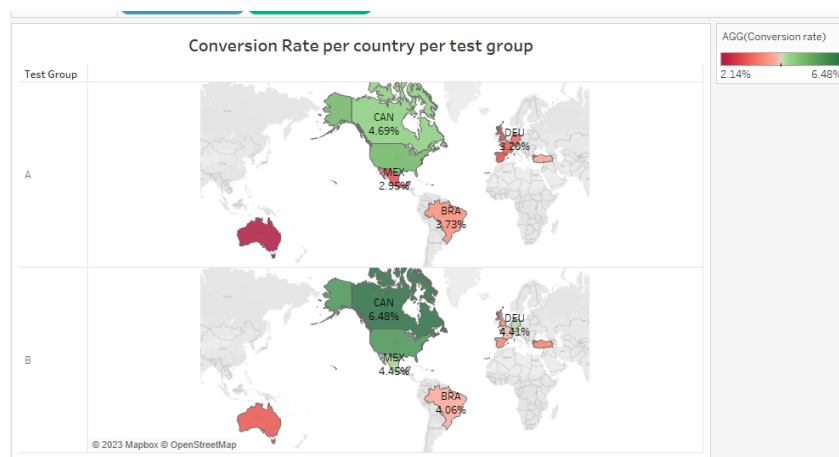 Conversion Rate per country per test group
AGG(Conversion rate)
2.14% 6.48%
Test Group
A
CAN
4.69%
DEU
3.20%
MEX
2.95%
BRA
3.73%
B
CAN
6.48%
DEU
4.41%
MEX
4.45%
BRA
4.06%
© 2023 Mapbox © OpenStreetMap